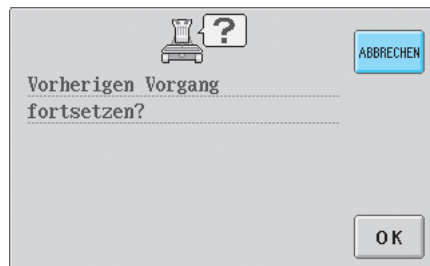 ?
ABBRECHEN
Vorherigen Vorgang
fortsetzen?
OK